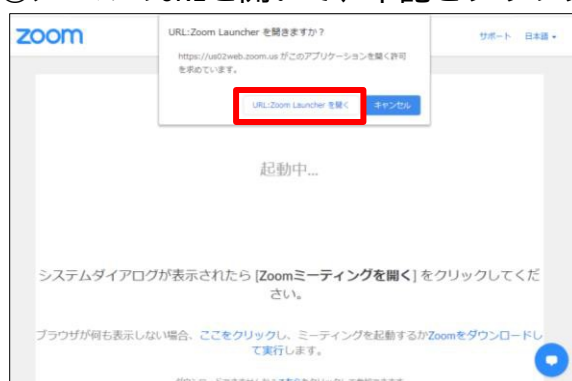 zoom
サポート 日本語
URL:Zoom Launcher を開きますか？
https://us02web.zoom.us がこのアプリケーションを開く許可
を求めています。
URL:Zoom Launcher を開く キャンセル
起動中...
システムダイアログが表示されたら [Zoomミーティングを開く] をクリックしてくだ
さい。
ブラウザが何も表示しない場合、ここをクリックし、ミーティングを起動するかZoomをダウンロードし
て実行します。